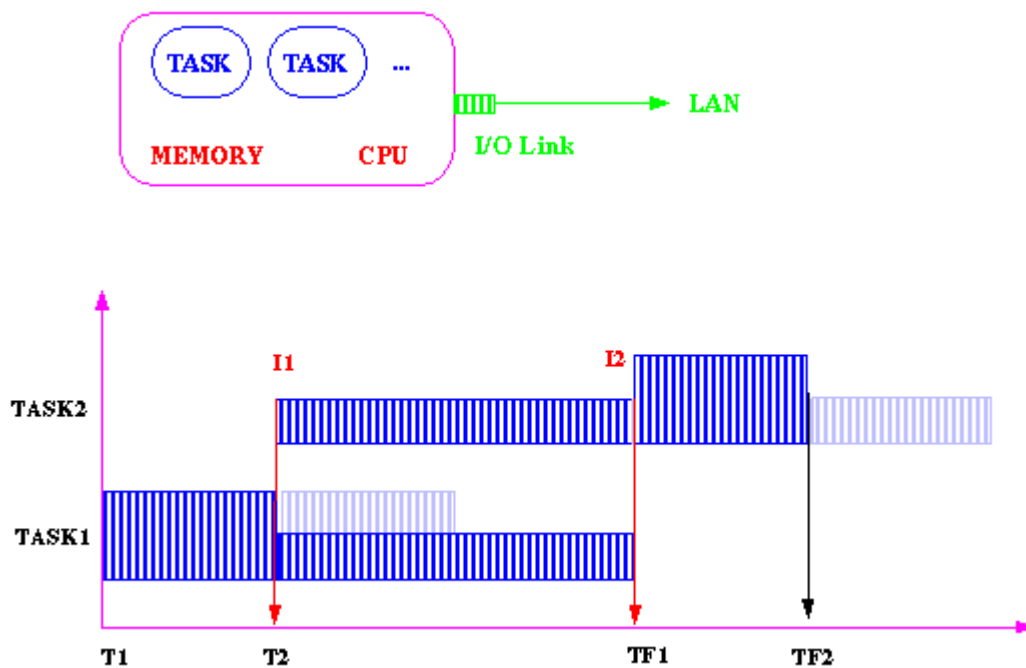 TASK TASK ...
LAN
I/O Link
MEMORY CPU
I1 I2
TASK2
TASK1
T1 T2 TF1 TF2